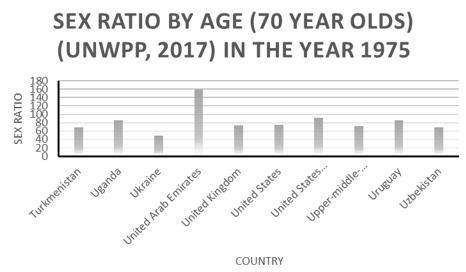 SEX RATIO BY AGE (70 YEAR OLDS)
(UNWPP, 2017) IN THE YEAR 1975
SEX RATIO
180
160
140
120
100
80
60
40
20
0
Turkmenistan
Uganda
Ukraine
United Arab Emirates
United Kingdom
United States
United States...
Upper-middle-...
Uruguay
Uzbekistan
COUNTRY